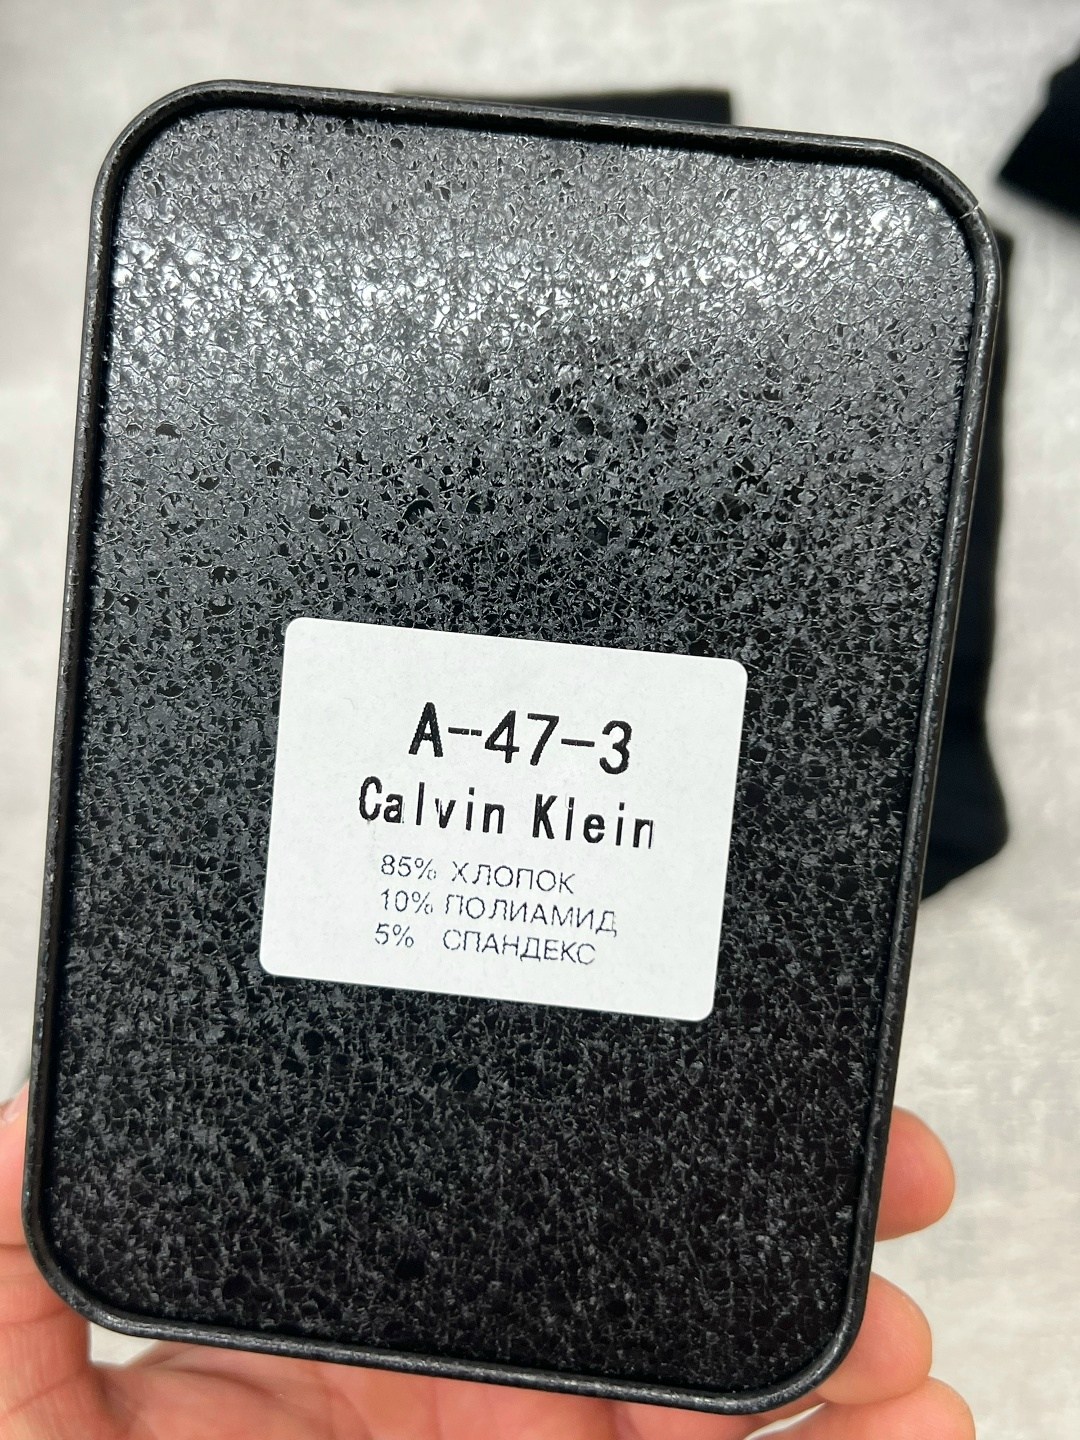 A-47-3
Calvin Klein
85% ХЛОПОК
10% ПОЛИАМИД
5% СПАНДЕКС